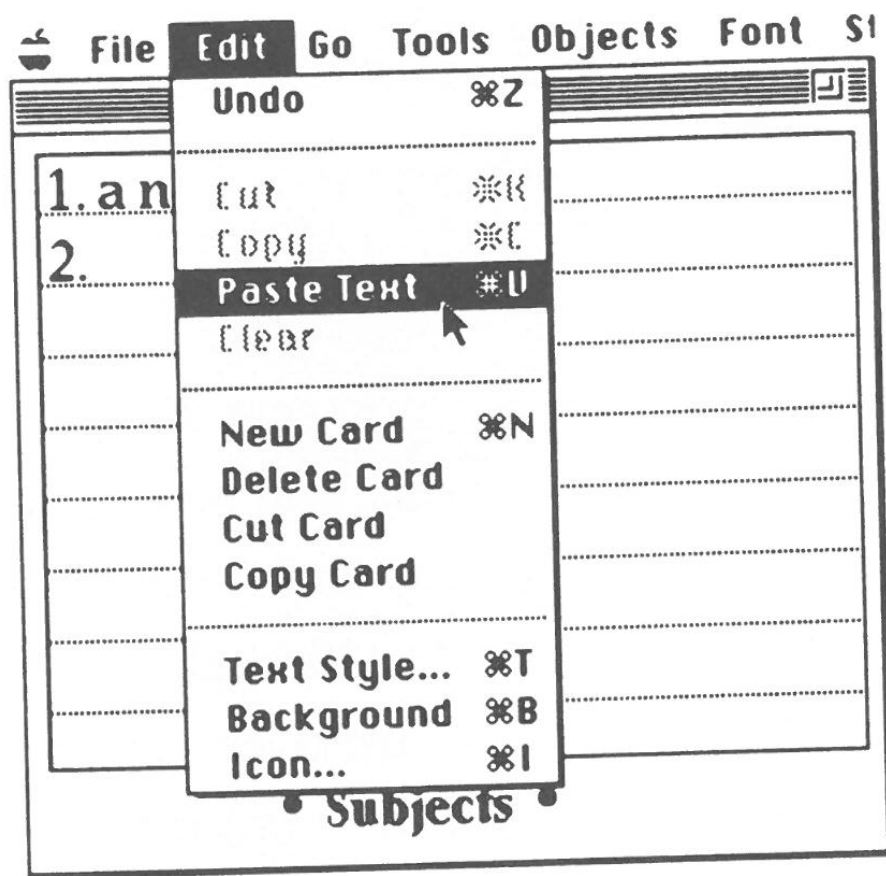 File Edit Go Tools Objects Font St
Undo ⌘Z
1. an
Cut ⌘X
2.
Copy ⌘C
Paste Text ⌘V
Clear
New Card ⌘N
Delete Card
Cut Card
Copy Card
Text Style... ⌘T
Background ⌘B
Icon... ⌘I
• Subjects •